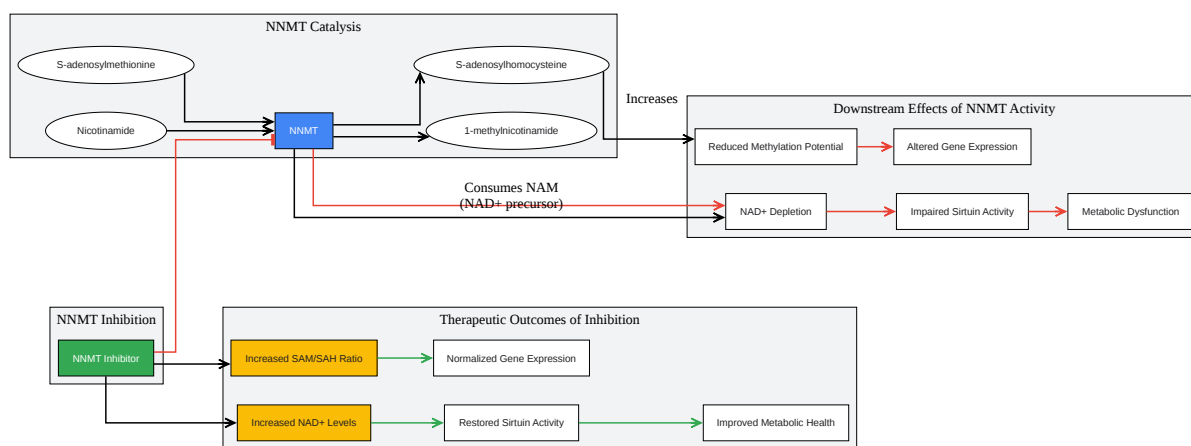 NNMT Catalysis
S-adenosylmethionine
S-adenosylhomocysteine
Nicotinamide
NNMT
1-methylnicotinamide
Increases
Downstream Effects of NNMT Activity
Reduced Methylation Potential
Altered Gene Expression
Consumes NAM
(NAD+ precursor)
NAD+ Depletion
Impaired Sirtuin Activity
Metabolic Dysfunction
NNMT Inhibition
NNMT Inhibitor
Therapeutic Outcomes of Inhibition
Increased SAM/SAH Ratio
Normalized Gene Expression
Increased NAD+ Levels
Restored Sirtuin Activity
Improved Metabolic Health